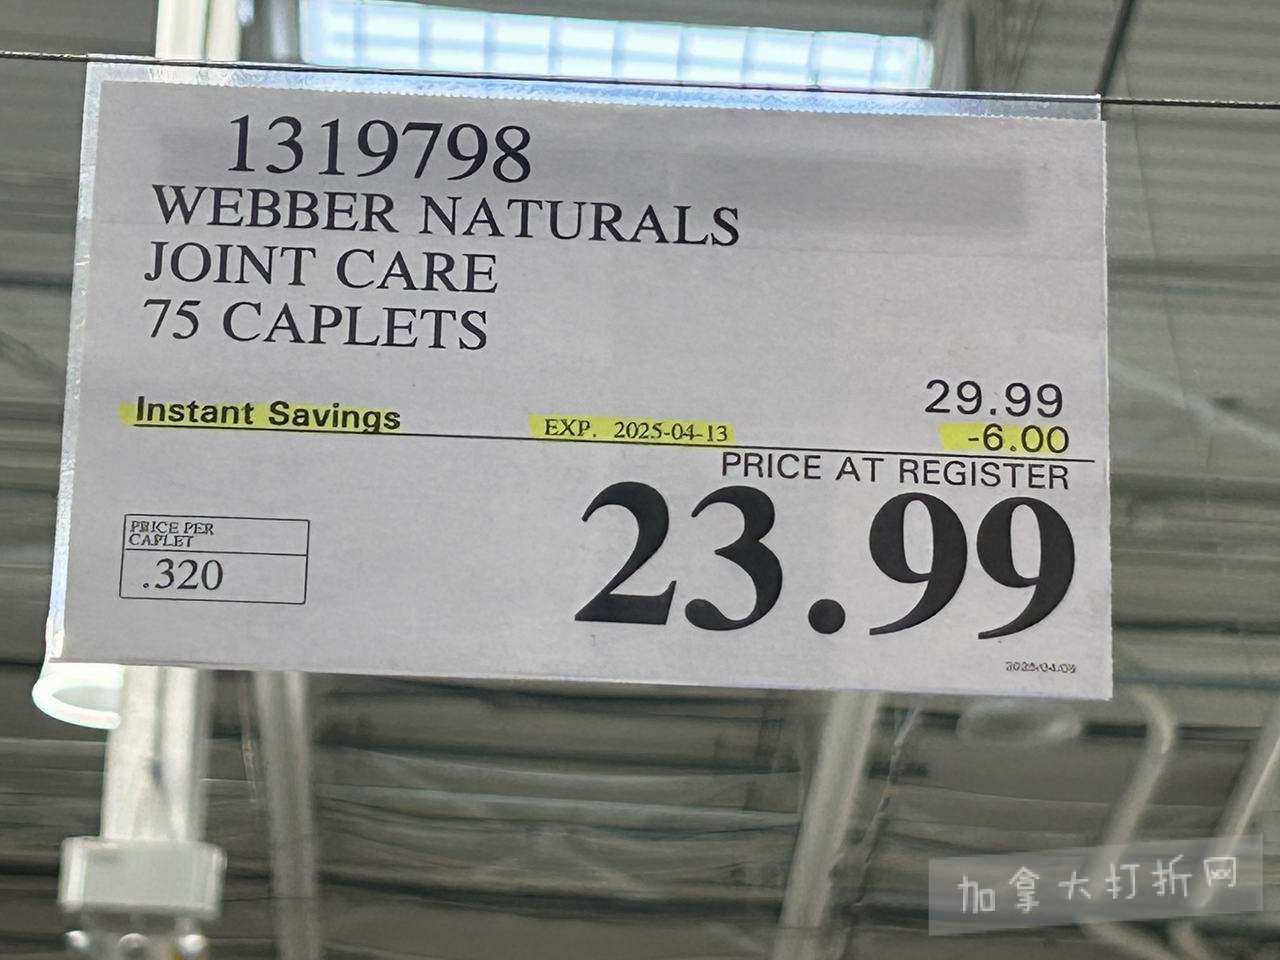 1319798
WEBBER NATURALS
JOINT CARE
75 CAPLETS
29.99
Instant Savings EXP. 2025-04-13 -6.00
PRICE AT REGISTER
23.99
PRICE PER
CAPLET
.320
加拿大打折网